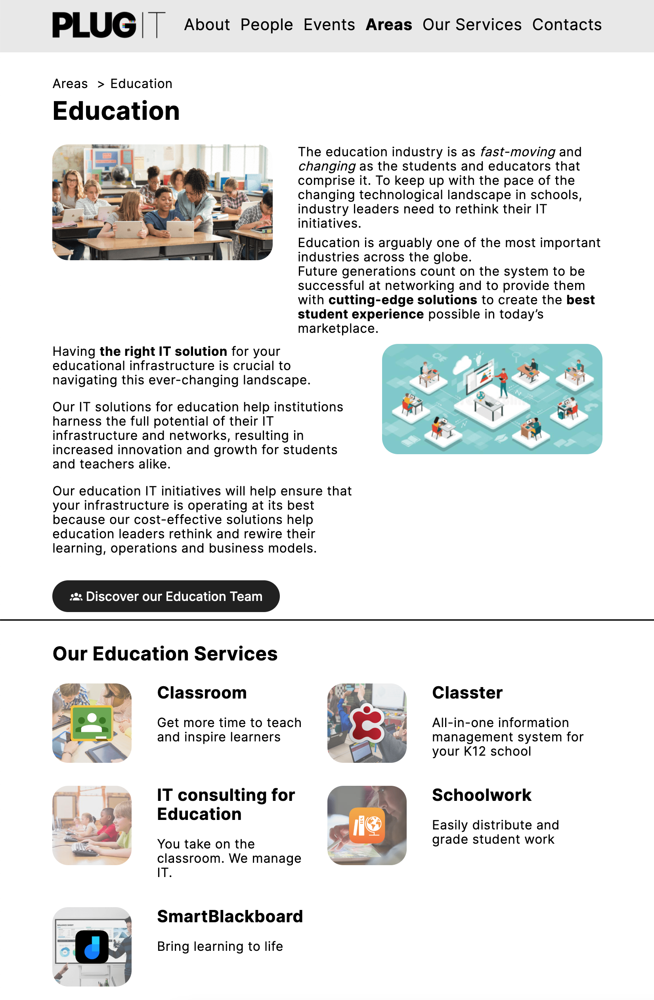 PLUG IT
About People Events Areas Our Services Contacts
Areas > Education
Education
The education industry is as fast-moving and
changing as the students and educators that
comprise it. To keep up with the pace of the
changing technological landscape in schools,
industry leaders need to rethink their IT
initiatives.
Education is arguably one of the most important
industries across the globe.
Future generations count on the system to be
successful at networking and to provide them
with cutting-edge solutions to create the best
student experience possible in today’s
marketplace.
Having the right IT solution for your
educational infrastructure is crucial to
navigating this ever-changing landscape.
Our IT solutions for education help institutions
harness the full potential of their IT
infrastructure and networks, resulting in
increased innovation and growth for students
and teachers alike.
Our education IT initiatives will help ensure that
your infrastructure is operating at its best
because our cost-effective solutions help
education leaders rethink and rewire their
learning, operations and business models.
Discover our Education Team
Our Education Services
Classroom
Get more time to teach
and inspire learners
Classter
All-in-one information
management system for
your K12 school
IT consulting for
Education
You take on the
classroom. We manage
IT.
Schoolwork
Easily distribute and
grade student work
BALANCE SHEET
SmartBlackboard
Bring learning to life